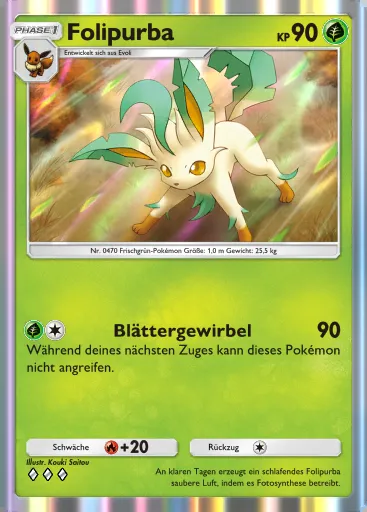 PHASE 1
Folipurba
KP 90
Entwickelt sich aus Evoli
Nr. 0470 Frischgrün-Pokémon Größe: 1,0 m Gewicht: 25,5 kg
Blättergewirbel 90
Während deines nächsten Zuges kann dieses Pokémon
nicht angreifen.
Schwäche +20 Rückzug
Illustr. Kouki Saitou
An klaren Tagen erzeugt ein schlafendes Folipurba
saubere Luft, indem es Fotosynthese betreibt.